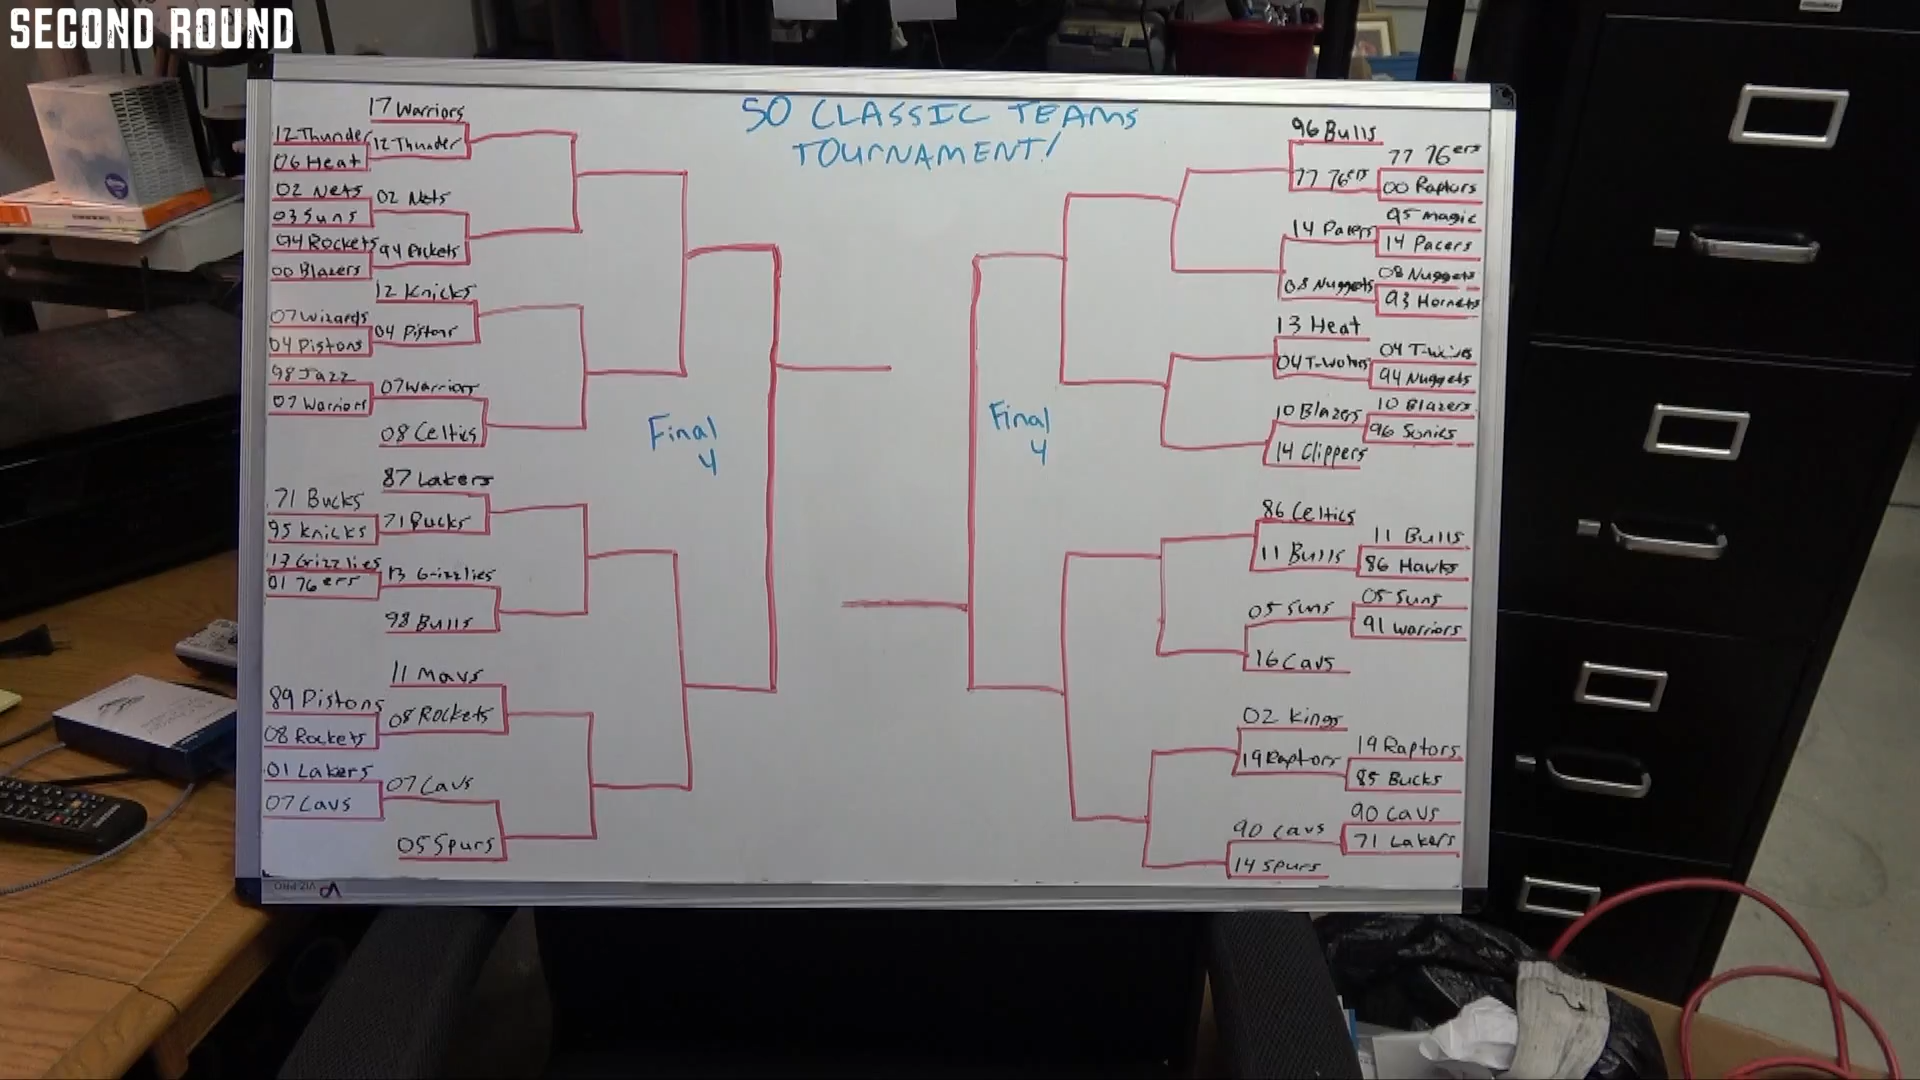 SECOND ROUND
50 CLASSIC TEAMS
TOURNAMENT!
17 Warriors
12 Thunder
06 Heat
12 Thunder
02 Nets
03 Suns
02 Nets
94 Rockets
00 Blazers
94 Rockets
12 Knicks
07 Wizards
04 Pistons
04 Pistons
98 Jazz
07 Warriors
07 Warriors
08 Celtics
87 Lakers
71 Bucks
95 Knicks
71 Bucks
13 Grizzlies
01 76ers
13 Grizzlies
98 Bulls
11 Mavs
89 Pistons
08 Rockets
08 Rockets
01 Lakers
07 Cavs
07 Cavs
05 Spurs
Final
4
Final
4
96 Bulls
77 76ers
77 76ers
00 Raptors
95 Magic
14 Pacers
14 Pacers
08 Nuggets
08 Nuggets
93 Hornets
13 Heat
04 T-Wolves
04 T-Wolves
94 Nuggets
10 Blazers
10 Blazers
96 Sonics
14 Clippers
86 Celtics
11 Bulls
11 Bulls
86 Hawks
05 Suns
05 Suns
91 Warriors
16 Cavs
02 Kings
19 Raptors
19 Raptors
85 Bucks
90 Cavs
90 Cavs
71 Lakers
14 Spurs